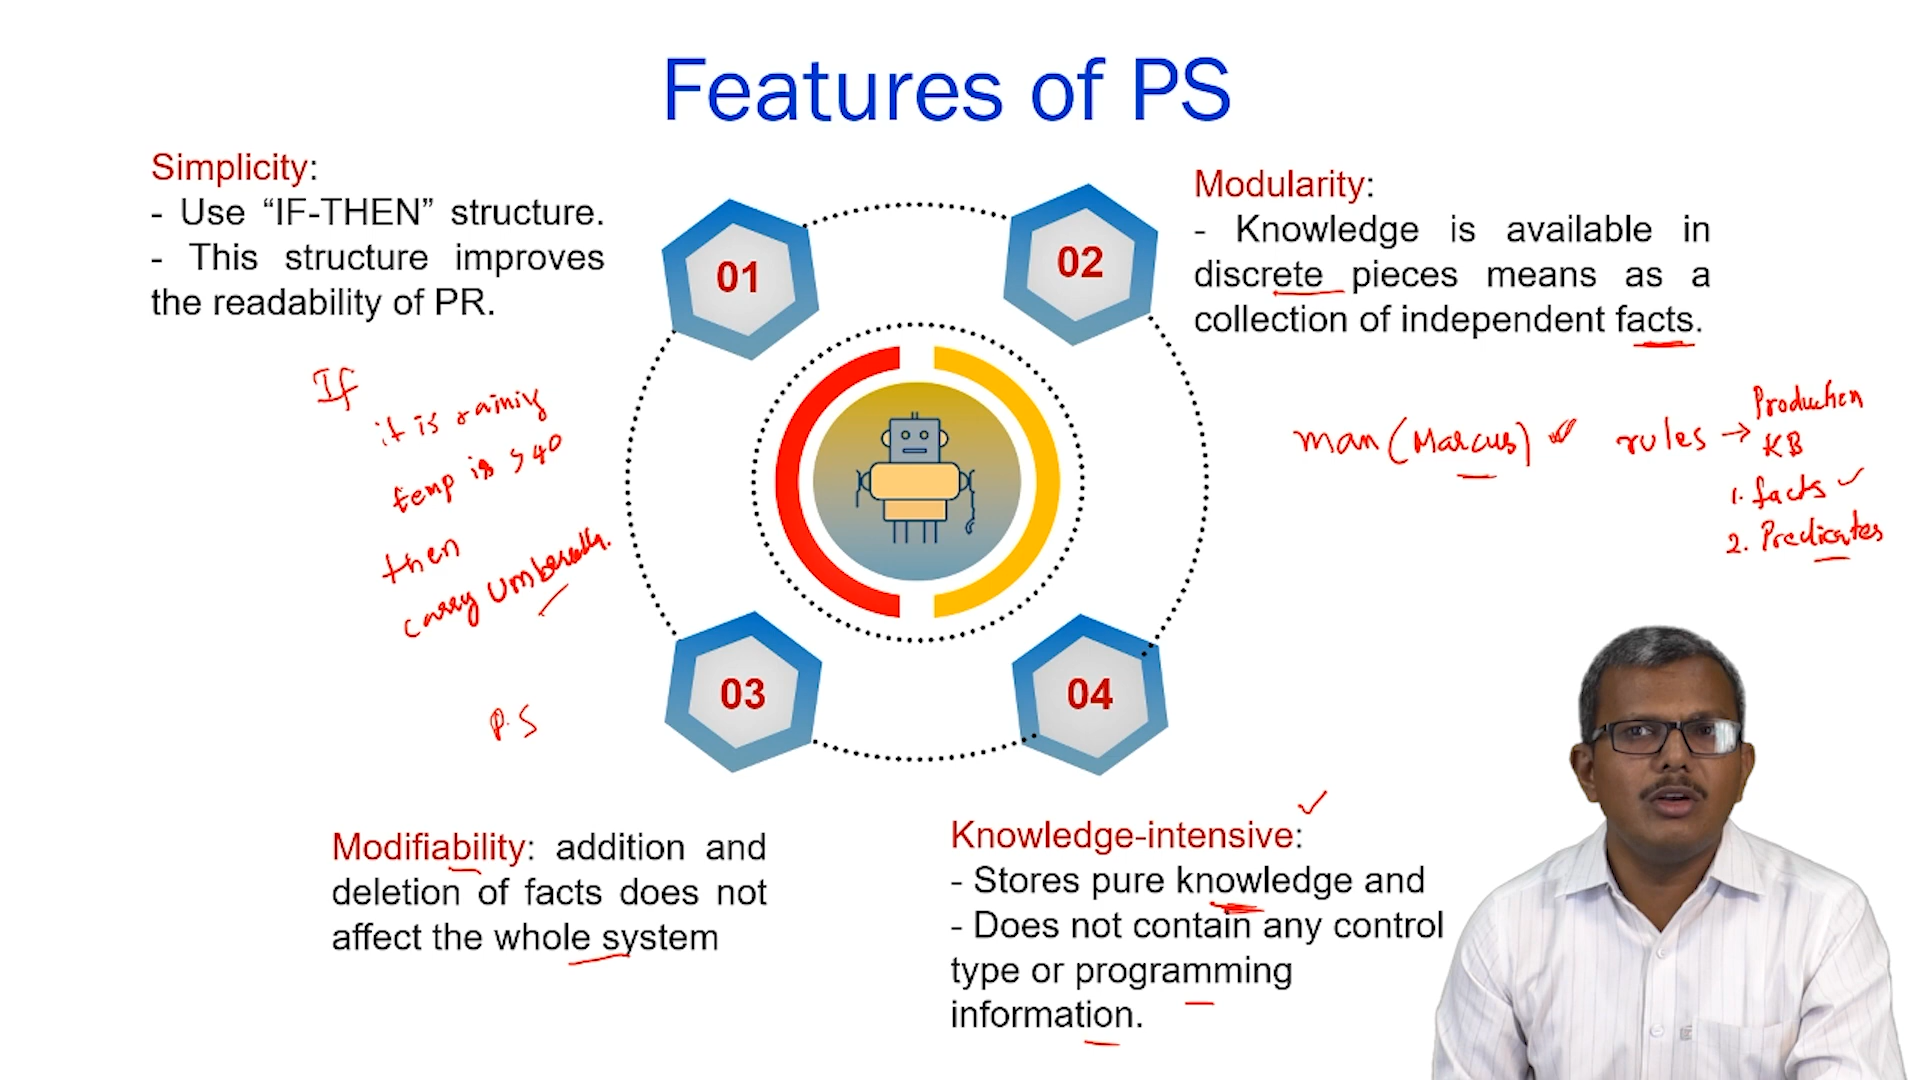 Features of PS
Simplicity:
- Use “IF-THEN” structure.
- This structure improves
the readability of PR.
If
it is raining
temp is > 40
then
carry umberella.
01
02
Modularity:
- Knowledge is available in
discrete pieces means as a
collection of independent facts.
man (Marcus)
rules → Production
KB
1. facts ✓
2. Predicates
03
04
P.S
Modifiability: addition and
deletion of facts does not
affect the whole system
Knowledge-intensive:
- Stores pure knowledge and
- Does not contain any control
type or programming
information.